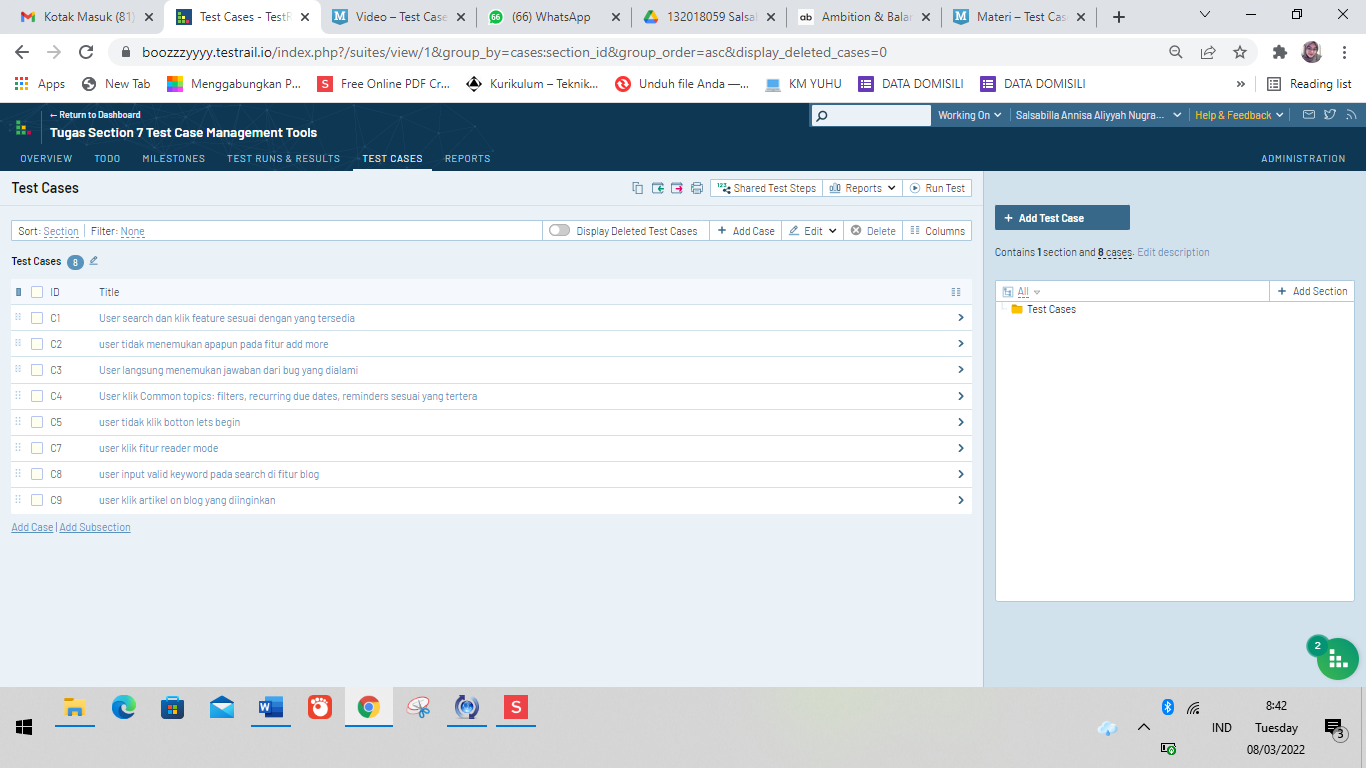 Kotak Masuk (81)
Test Cases - TestR
Video – Test Case
(66) WhatsApp
132018059 Salsab
Ambition & Balan
Materi – Test Cas
boozzzyyyy.testrail.io/index.php?/suites/view/1&group_by=cases:section_id&group_order=asc&display_deleted_cases=0
Apps
New Tab
Menggabungkan P...
S
Free Online PDF Cr...
Kurikulum – Teknik...
Unduh file Anda —...
KM YUHU
DATA DOMISILI
DATA DOMISILI
»
Reading list
← Return to Dashboard
Tugas Section 7 Test Case Management Tools
Working On
Salsabilla Annisa Aliyyah Nugra...
Help & Feedback
OVERVIEW
TODO
MILESTONES
TEST RUNS & RESULTS
TEST CASES
REPORTS
ADMINISTRATION
Test Cases
Shared Test Steps
Reports
Run Test
+ Add Test Case
Sort: Section | Filter: None
Display Deleted Test Cases
+ Add Case
Edit
Delete
Columns
Contains 1 section and 8 cases. Edit description
Test Cases 8
All
+ Add Section
Test Cases
ID Title
C1 User search dan klik feature sesuai dengan yang tersedia
C2 user tidak menemukan apapun pada fitur add more
C3 User langsung menemukan jawaban dari bug yang dialami
C4 User klik Common topics: filters, recurring due dates, reminders sesuai yang tertera
C5 user tidak klik botton lets begin
C7 user klik fitur reader mode
C8 user input valid keyword pada search di fitur blog
C9 user klik artikel on blog yang diinginkan
Add Case | Add Subsection
2
8:42
IND
Tuesday
08/03/2022
3